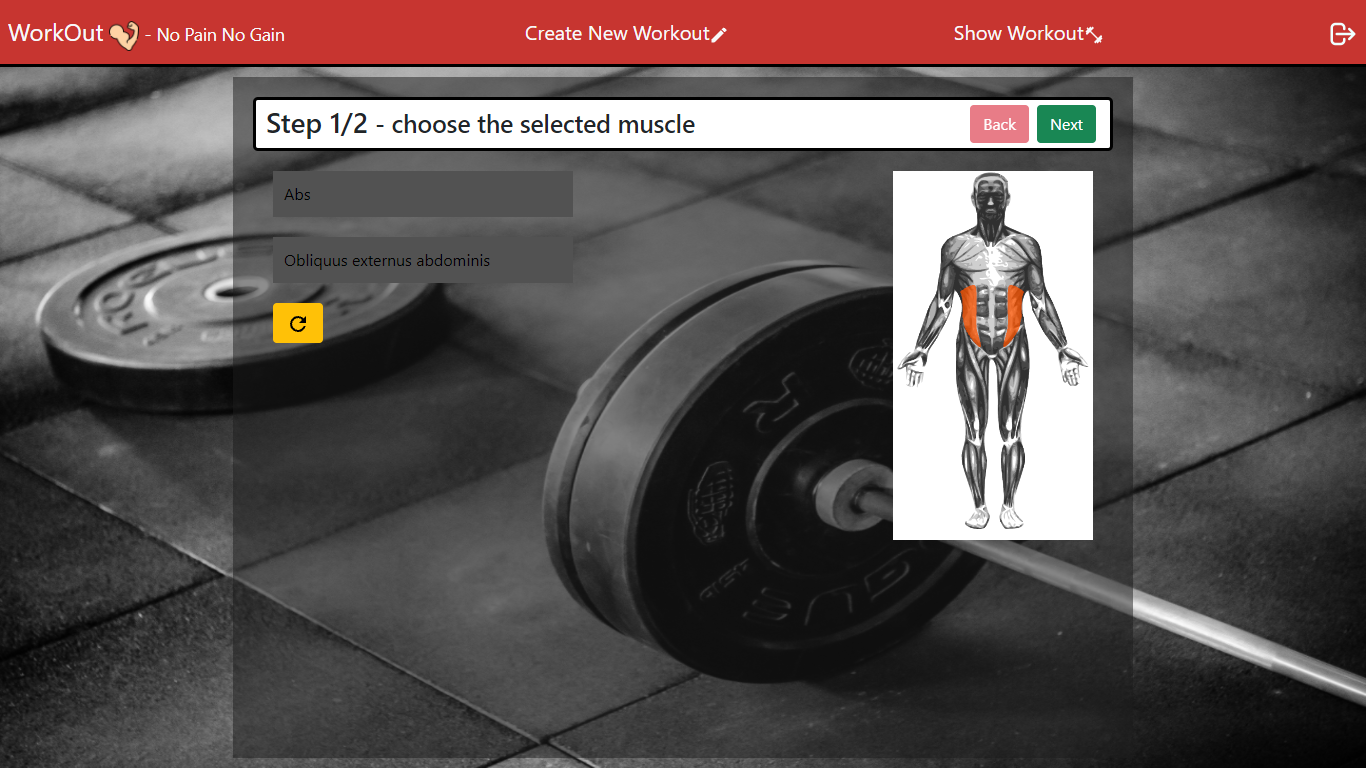 WorkOut - No Pain No Gain
Create New Workout
Show Workout
Step 1/2 - choose the selected muscle
Back
Next
Abs
Obliquus externus abdominis